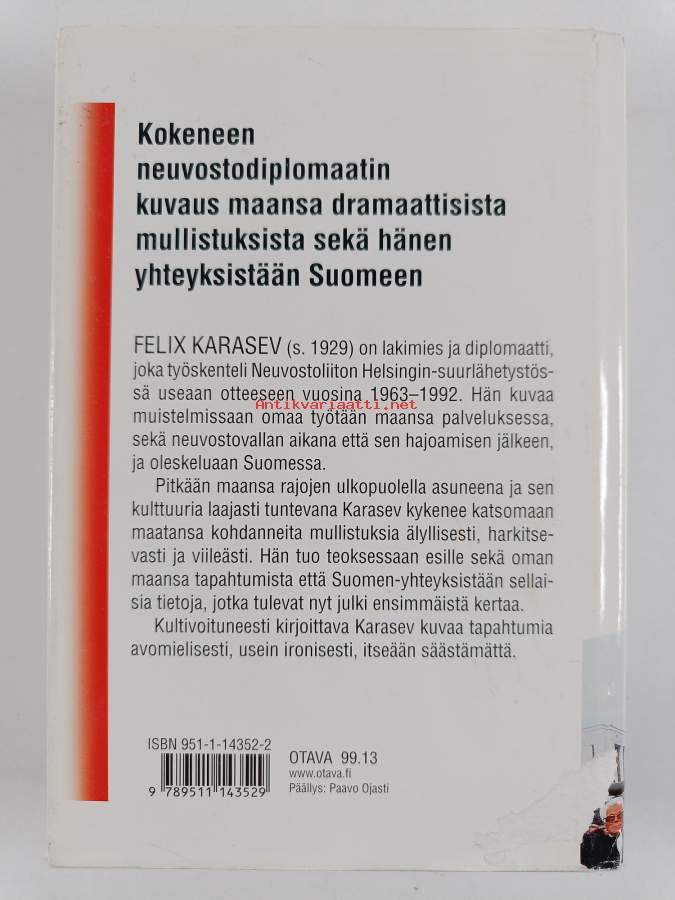 Kokeneen
neuvostodiplomaatin
kuvaus maansa dramaattisista
mullistuksista sekä hänen
yhteyksistään Suomeen
FELIX KARASEV (s. 1929) on lakimies ja diplomaatti,
joka työskenteli Neuvostoliiton Helsingin-suurlähetystös-
sä useaan otteeseen vuosina 1963–1992. Hän kuvaa
Antikvariaatti.net
muistelmissaan omaa työtään maansa palveluksessa,
sekä neuvostovallan aikana että sen hajoamisen jälkeen,
ja oleskeluaan Suomessa.
Pitkään maansa rajojen ulkopuolella asuneena ja sen
kulttuuria laajasti tuntevana Karasev kykenee katsomaan
maatansa kohdanneita mullistuksia älyllisesti, harkitse-
vasti ja viileästi. Hän tuo teoksessaan esille sekä oman
maansa tapahtumista että Suomen-yhteyksistään sellai-
sia tietoja, jotka tulevat nyt julki ensimmäistä kertaa.
Kultivoituneesti kirjoittava Karasev kuvaa tapahtumia
avomielisesti, usein ironisesti, itseään säästämättä.
ISBN 951-1-14352-2
9 789511 143529
OTAVA 99.13
www.otava.fi
Päällys: Paavo Ojasti